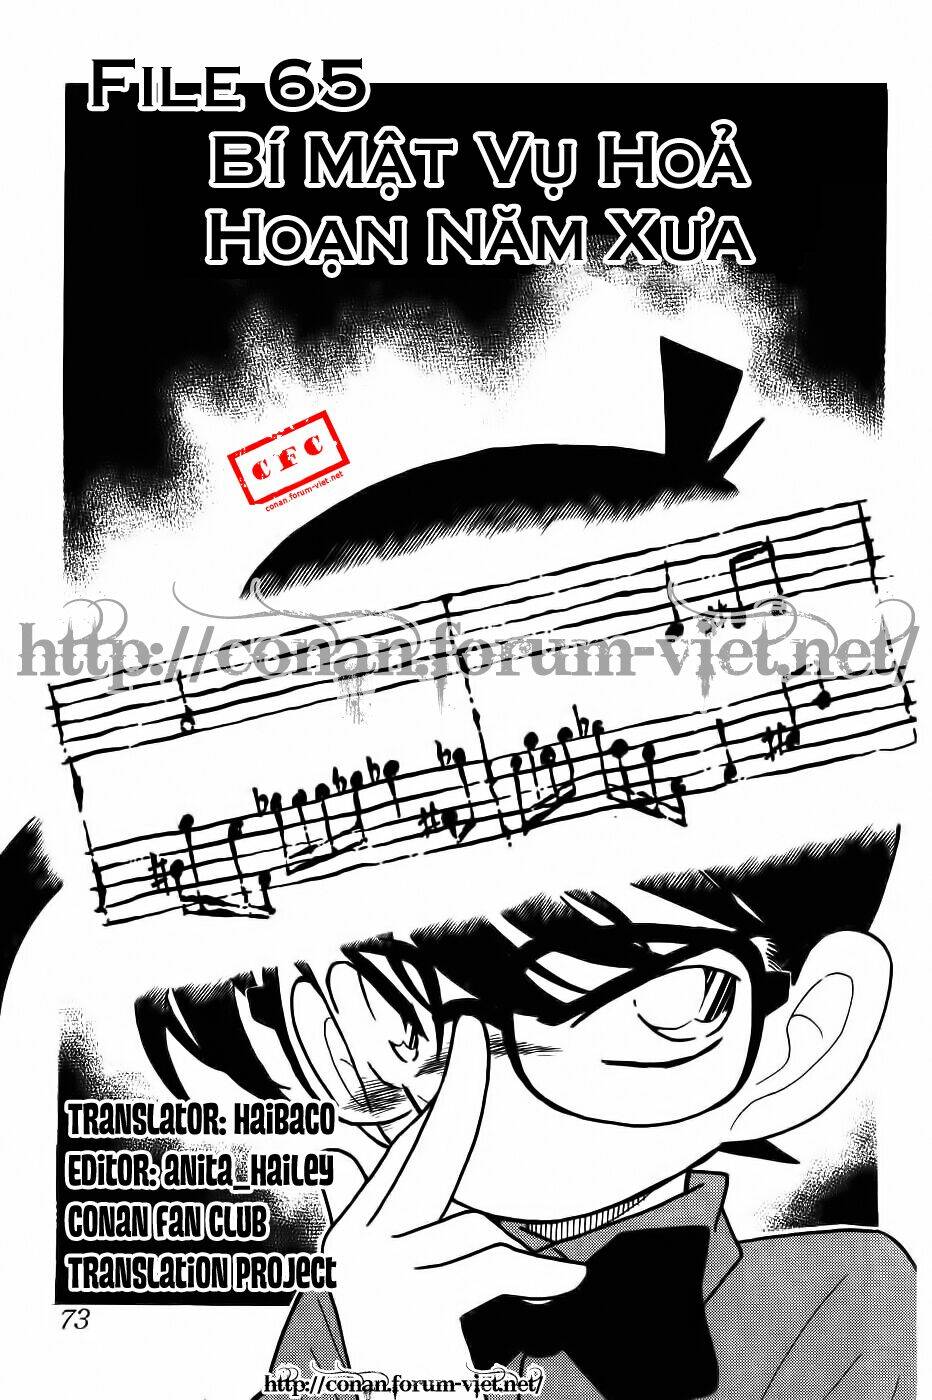 FILE 65
BÍ MẬT VỤ HOẢ
HOẠN NĂM XƯA
CFC
conan.forum-viet.net
http://conan.forum-viet.net/
TRANSLATOR: HAIBACO
EDITOR: ANITA_HAILEY
CONAN FAN CLUB
TRANSLATION PROJECT
73
http://conan.forum-viet.net/